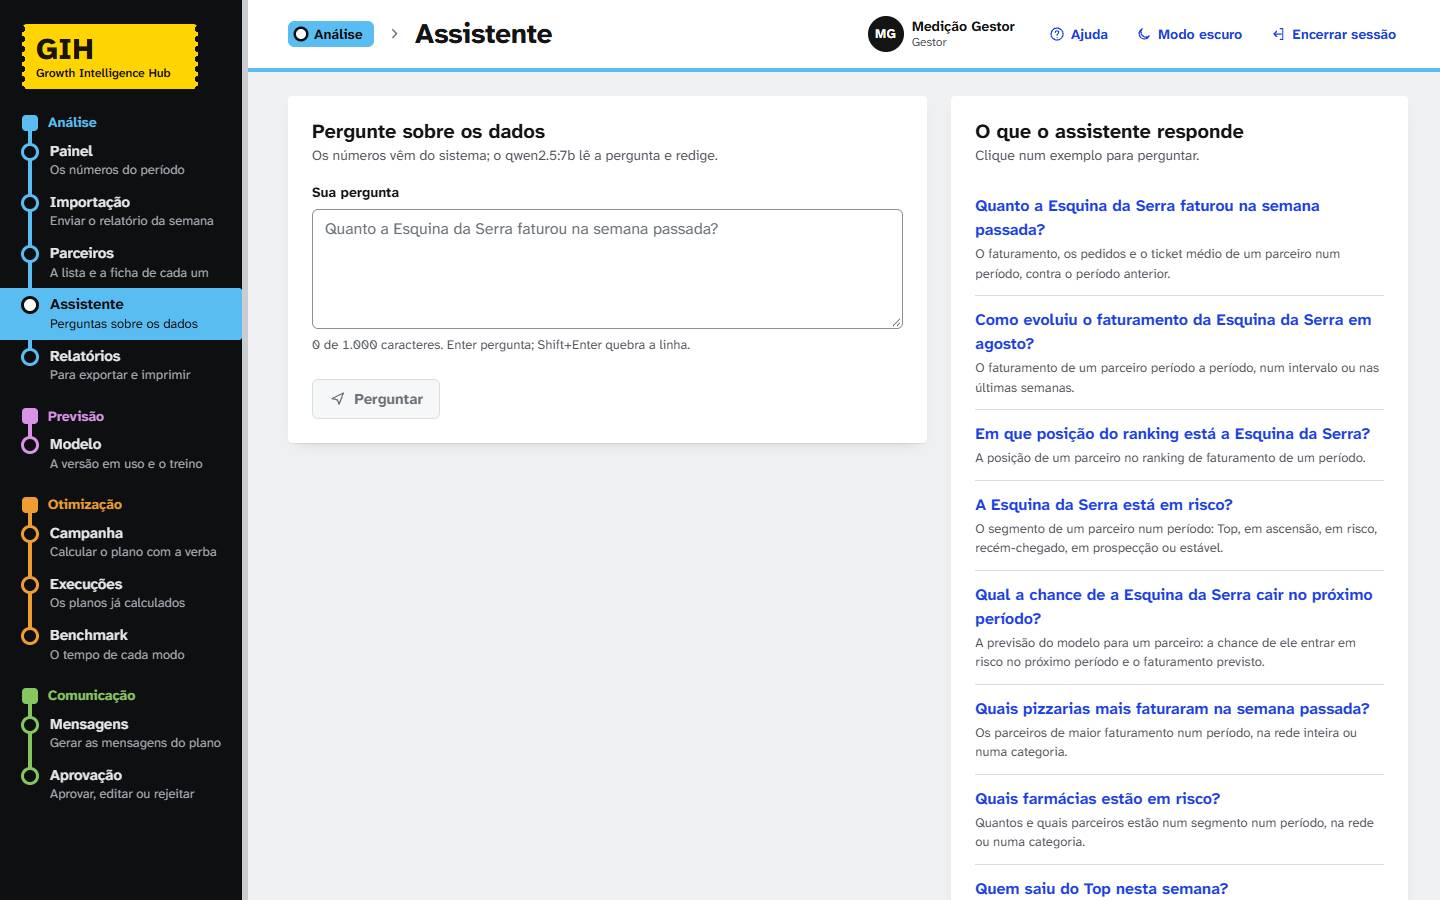 GIH
Growth Intelligence Hub
Análise
Painel
Os números do período
Importação
Enviar o relatório da semana
Parceiros
A lista e a ficha de cada um
Assistente
Perguntas sobre os dados
Relatórios
Para exportar e imprimir
Previsão
Modelo
A versão em uso e o treino
Otimização
Campanha
Calcular o plano com a verba
Execuções
Os planos já calculados
Benchmark
O tempo de cada modo
Comunicação
Mensagens
Gerar as mensagens do plano
Aprovação
Aprovar, editar ou rejeitar
Análise
Assistente
MG
Medição Gestor
Gestor
Ajuda
Modo escuro
Encerrar sessão
Pergunte sobre os dados
Os números vêm do sistema; o qwen2.5:7b lê a pergunta e redige.
Sua pergunta
Quanto a Esquina da Serra faturou na semana passada?
0 de 1.000 caracteres. Enter pergunta; Shift+Enter quebra a linha.
Perguntar
O que o assistente responde
Clique num exemplo para perguntar.
Quanto a Esquina da Serra faturou na semana
passada?
O faturamento, os pedidos e o ticket médio de um parceiro num
período, contra o período anterior.
Como evoluiu o faturamento da Esquina da Serra em
agosto?
O faturamento de um parceiro período a período, num intervalo ou nas
últimas semanas.
Em que posição do ranking está a Esquina da Serra?
A posição de um parceiro no ranking de faturamento de um período.
A Esquina da Serra está em risco?
O segmento de um parceiro num período: Top, em ascensão, em risco,
recém-chegado, em prospecção ou estável.
Qual a chance de a Esquina da Serra cair no próximo
período?
A previsão do modelo para um parceiro: a chance de ele entrar em
risco no próximo período e o faturamento previsto.
Quais pizzarias mais faturaram na semana passada?
Os parceiros de maior faturamento num período, na rede inteira ou
numa categoria.
Quais farmácias estão em risco?
Quantos e quais parceiros estão num segmento num período, na rede
ou numa categoria.
Quem saiu do Top nesta semana?